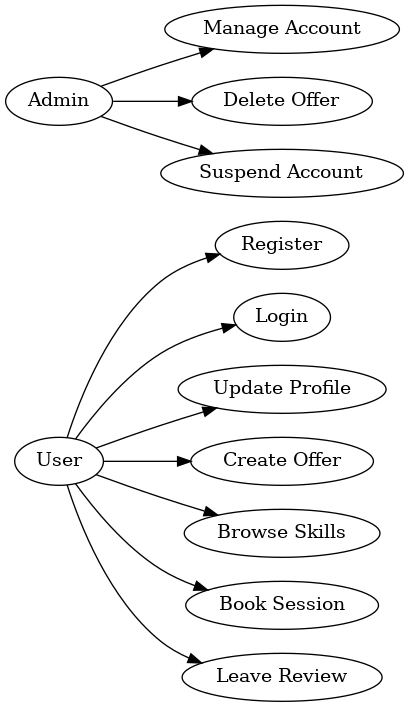 Manage Account
Admin
Delete Offer
Suspend Account
Register
Login
Update Profile
User
Create Offer
Browse Skills
Book Session
Leave Review